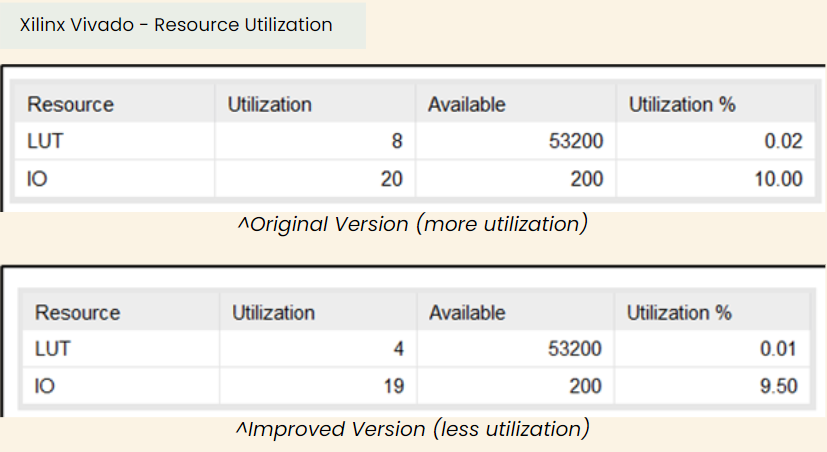 Xilinx Vivado - Resource Utilization
Resource Utilization Available Utilization %
LUT 8 53200 0.02
IO 20 200 10.00
^Original Version (more utilization)
Resource Utilization Available Utilization %
LUT 4 53200 0.01
IO 19 200 9.50
^Improved Version (less utilization)